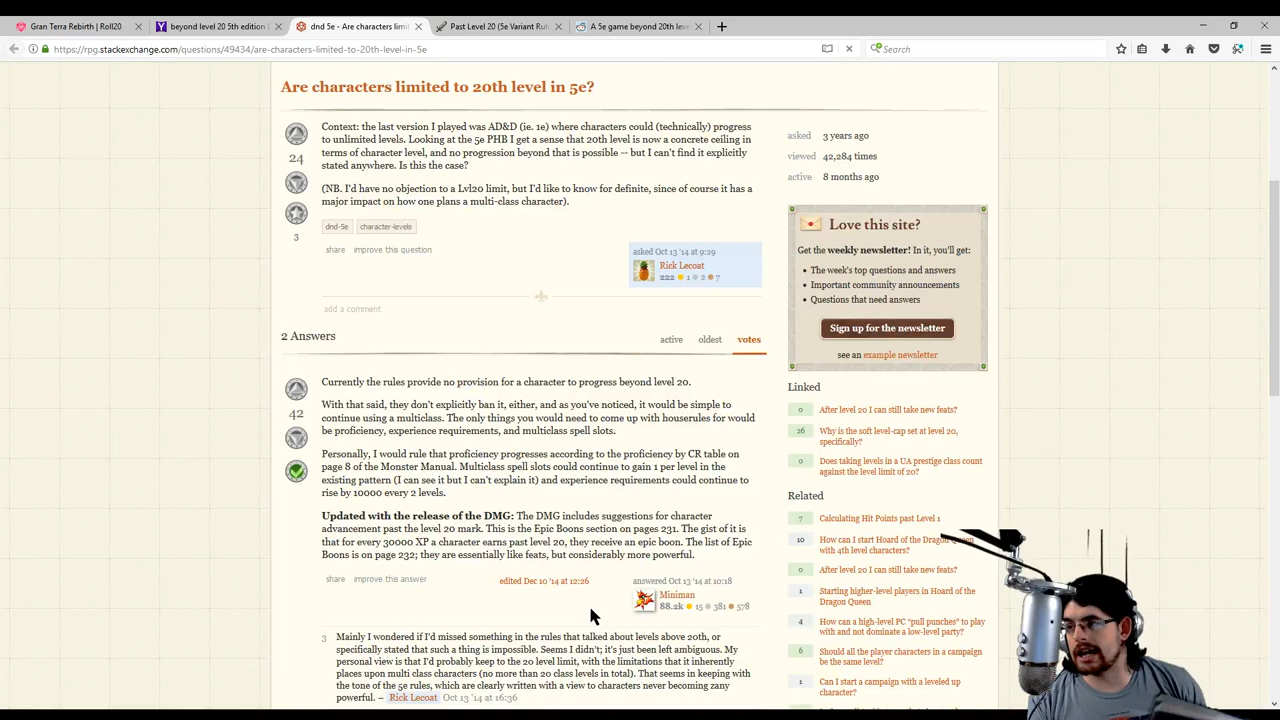 Gran Terra Rebirth | Roll20
beyond level 20 5th edition
dnd 5e - Are characters limit
Past Level 20 (5e Variant Rul
A 5e game beyond 20th leve
https://rpg.stackexchange.com/questions/49434/are-characters-limited-to-20th-level-in-5e
Search
Are characters limited to 20th level in 5e?
24
3
Context: the last version I played was AD&D (ie. 1e) where characters could (technically) progress
to unlimited levels. Looking at the 5e PHB I get a sense that 20th level is now a concrete ceiling in
terms of character level, and no progression beyond that is possible -- but I can't find it explicitly
stated anywhere. Is this the case?
(NB. I'd have no objection to a Lvl20 limit, but I'd like to know for definite, since of course it has a
major impact on how one plans a multi-class character).
dnd-5e character-levels
share improve this question
asked Oct 13 '14 at 9:29
Rick Lecoat
222 1 2 7
add a comment
2 Answers
active oldest votes
42
Currently the rules provide no provision for a character to progress beyond level 20.
With that said, they don't explicitly ban it, either, and as you've noticed, it would be simple to
continue using a multiclass. The only things you would need to come up with houserules for would
be proficiency, experience requirements, and multiclass spell slots.
Personally, I would rule that proficiency progresses according to the proficiency by CR table on
page 8 of the Monster Manual. Multiclass spell slots could continue to gain 1 per level in the
existing pattern (I can see it but I can't explain it) and experience requirements could continue to
rise by 10000 every 2 levels.
Updated with the release of the DMG: The DMG includes suggestions for character
advancement past the level 20 mark. This is the Epic Boons section on pages 231. The gist of it is
that for every 30000 XP a character earns past level 20, they receive an epic boon. The list of Epic
Boons is on page 232; they are essentially like feats, but considerably more powerful.
share improve this answer
edited Dec 10 '14 at 12:26
answered Oct 13 '14 at 10:18
Miniman
88.2k 15 381 578
3
Mainly I wondered if I'd missed something in the rules that talked about levels above 20th, or
specifically stated that such a thing is impossible. Seems I didn't; it's just been left ambiguous. My
personal view is that I'd probably keep to the 20 level limit, with the limitations that it inherently
places upon multi class characters (no more than 20 class levels in total). That seems in keeping with
the tone of the 5e rules, which are clearly written with a view to characters never becoming zany
powerful. – Rick Lecoat Oct 13 '14 at 16:36
asked 3 years ago
viewed 42,284 times
active 8 months ago
Love this site?
Get the weekly newsletter! In it, you'll get:
• The week's top questions and answers
• Important community announcements
• Questions that need answers
Sign up for the newsletter
see an example newsletter
Linked
0 After level 20 I can still take new feats?
26 Why is the soft level-cap set at level 20,
specifically?
0 Does taking levels in a UA prestige class count
against the level limit of 20?
Related
7 Calculating Hit Points past Level 1
10 How can I start Hoard of the Dragon Queen
with 4th level characters?
0 After level 20 I can still take new feats?
1 Starting higher-level players in Hoard of the
Dragon Queen
4 How can a high-level PC "pull punches" to play
with and not dominate a low-level party?
6 Should all the player characters in a campaign
be the same level?
1 Can I start a campaign with a leveled up
character?